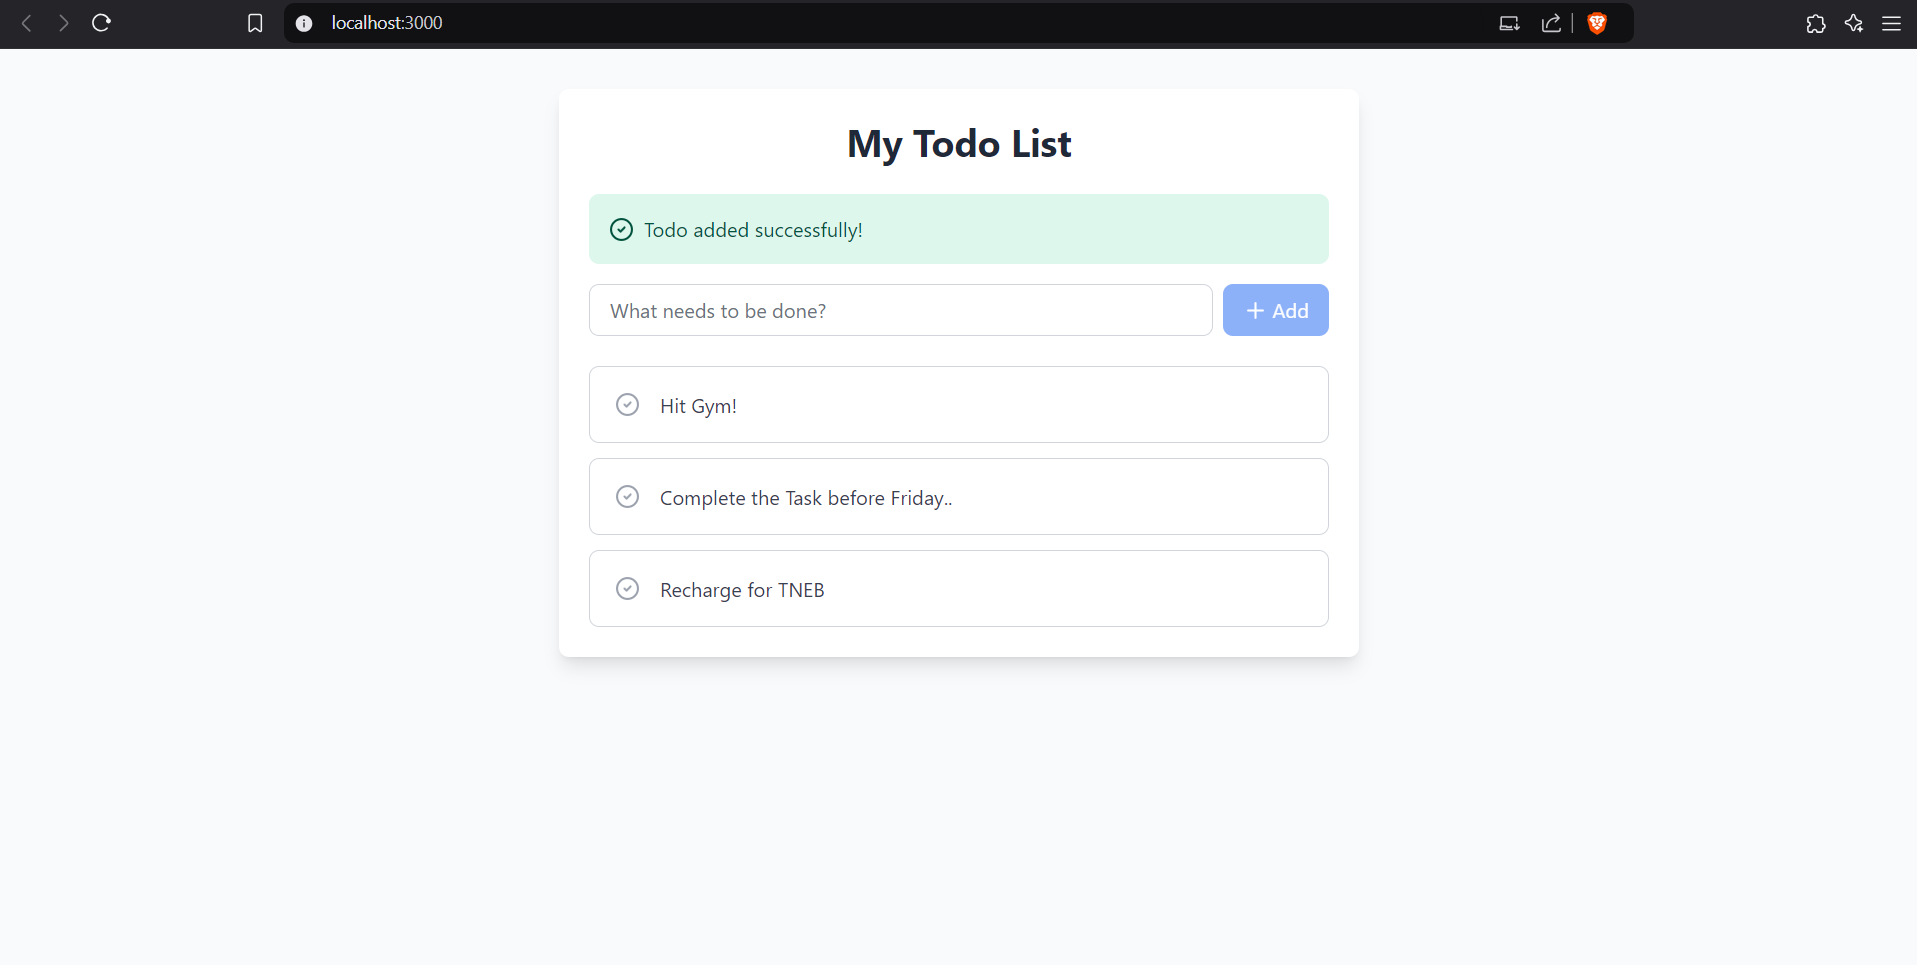 localhost:3000
My Todo List
Todo added successfully!
What needs to be done?
Add
Hit Gym!
Complete the Task before Friday..
Recharge for TNEB